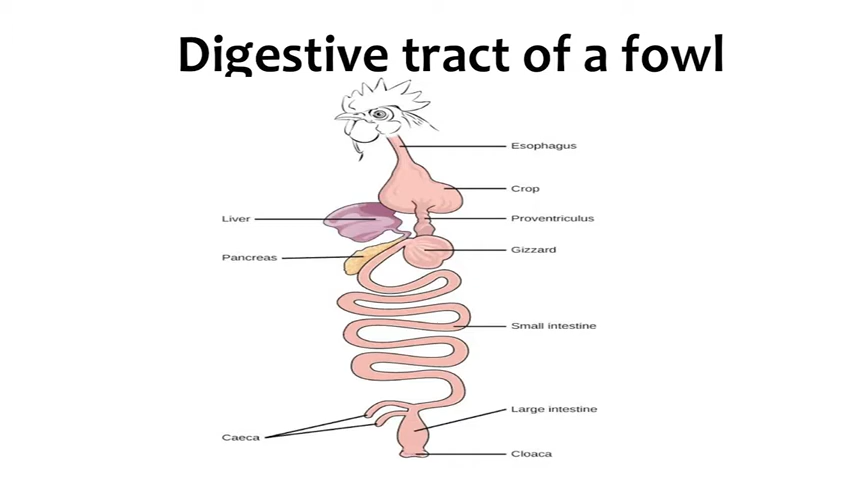 Digestive tract of a fowl
Esophagus
Crop
Liver
Proventriculus
Gizzard
Pancreas
Small intestine
Large intestine
Caeca
Cloaca